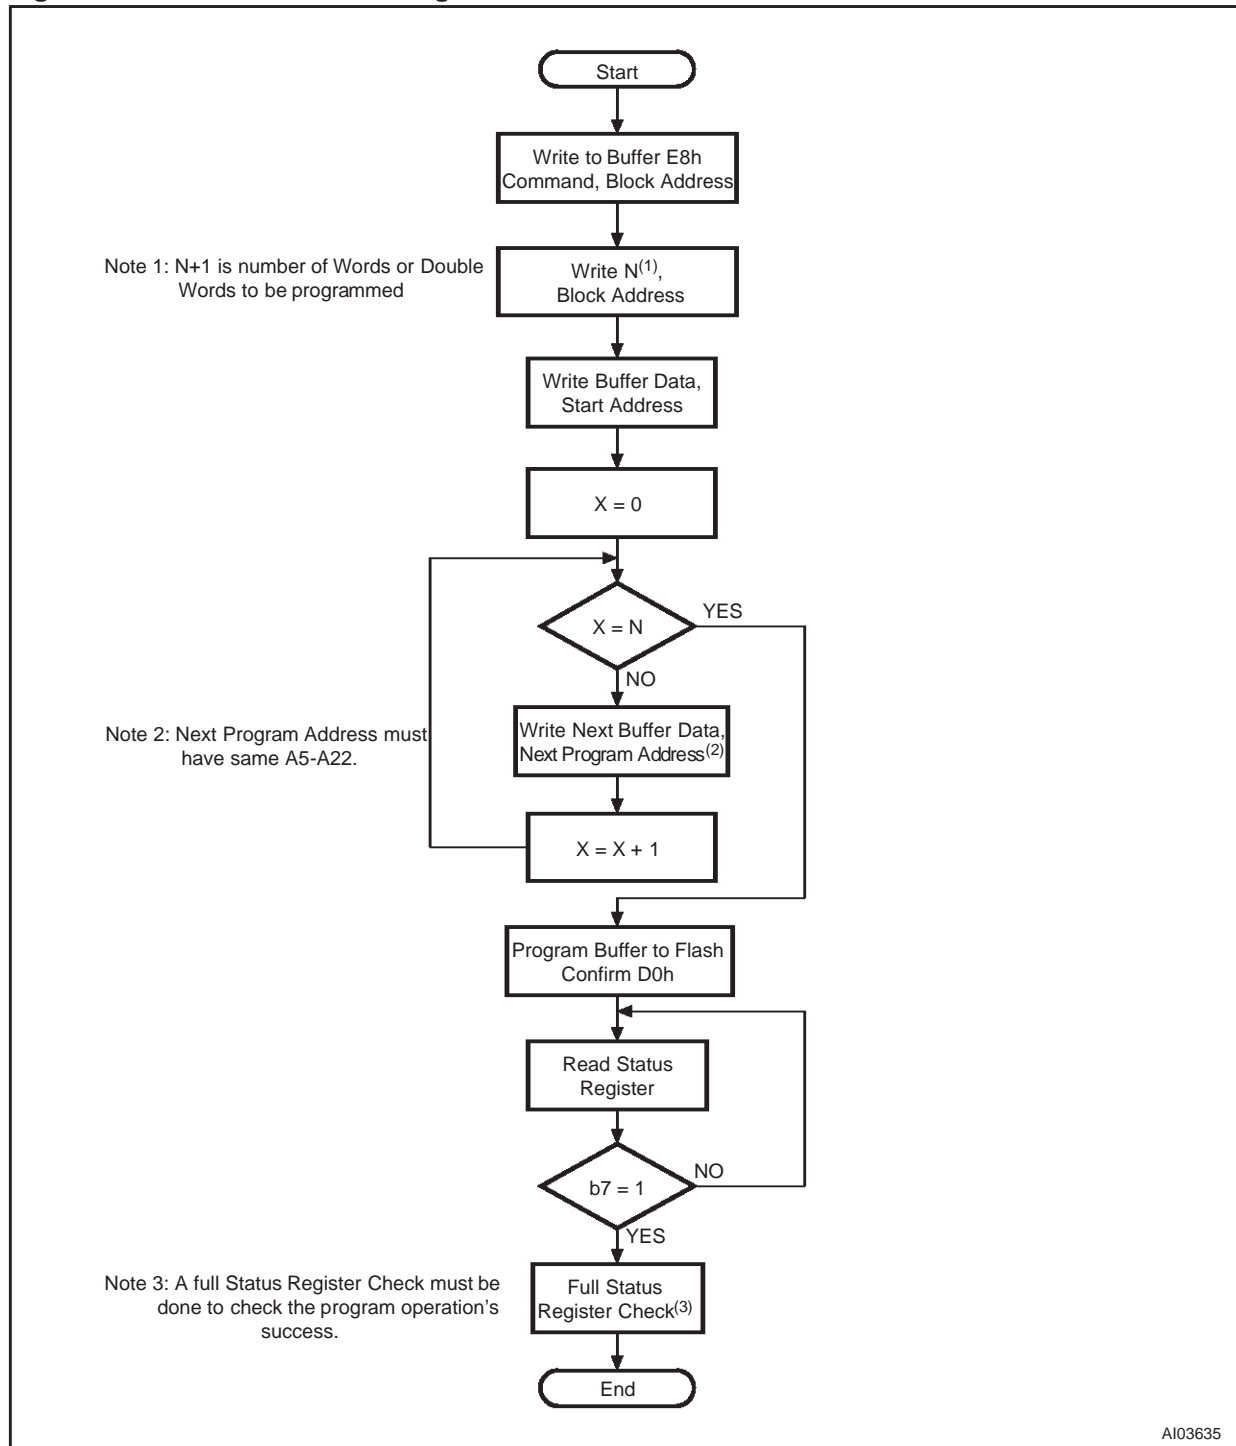 Start
Write to Buffer E8h
Command, Block Address
Note 1: N+1 is number of Words or Double
Words to be programmed
Write N(1),
Block Address
Write Buffer Data,
Start Address
X = 0
X = N
YES
NO
Note 2: Next Program Address must
have same A5-A22.
Write Next Buffer Data,
Next Program Address(2)
X = X + 1
Program Buffer to Flash
Confirm D0h
Read Status
Register
b7 = 1
NO
YES
Note 3: A full Status Register Check must be
done to check the program operation's
success.
Full Status
Register Check(3)
End
AI03635